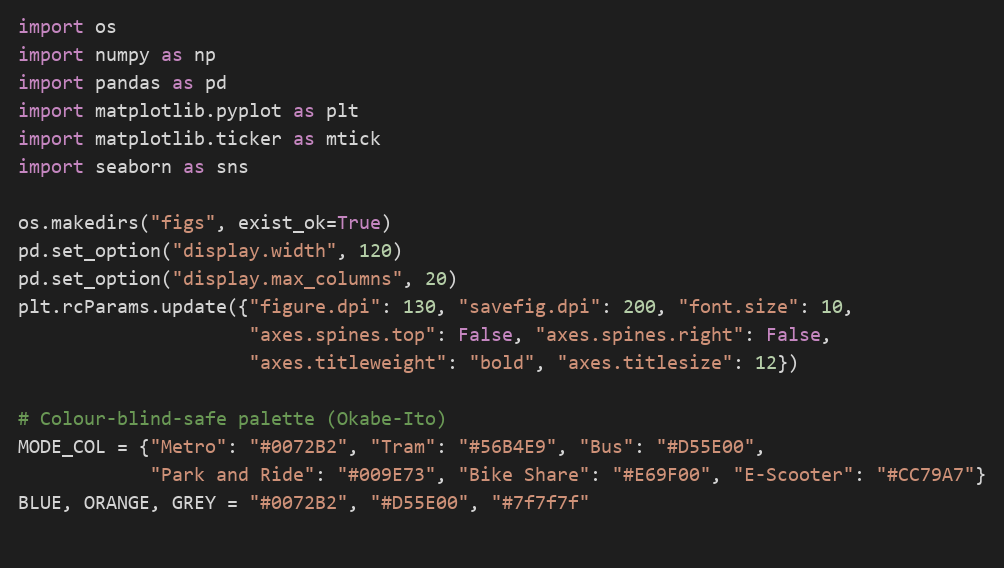 import os
import numpy as np
import pandas as pd
import matplotlib.pyplot as plt
import matplotlib.ticker as mtick
import seaborn as sns

os.makedirs("figs", exist_ok=True)
pd.set_option("display.width", 120)
pd.set_option("display.max_columns", 20)
plt.rcParams.update({"figure.dpi": 130, "savefig.dpi": 200, "font.size": 10,
                     "axes.spines.top": False, "axes.spines.right": False,
                     "axes.titleweight": "bold", "axes.titlesize": 12})

# Colour-blind-safe palette (Okabe-Ito)
MODE_COL = {"Metro": "#0072B2", "Tram": "#56B4E9", "Bus": "#D55E00",
            "Park and Ride": "#009E73", "Bike Share": "#E69F00", "E-Scooter": "#CC79A7"}
BLUE, ORANGE, GREY = "#0072B2", "#D55E00", "#7f7f7f"